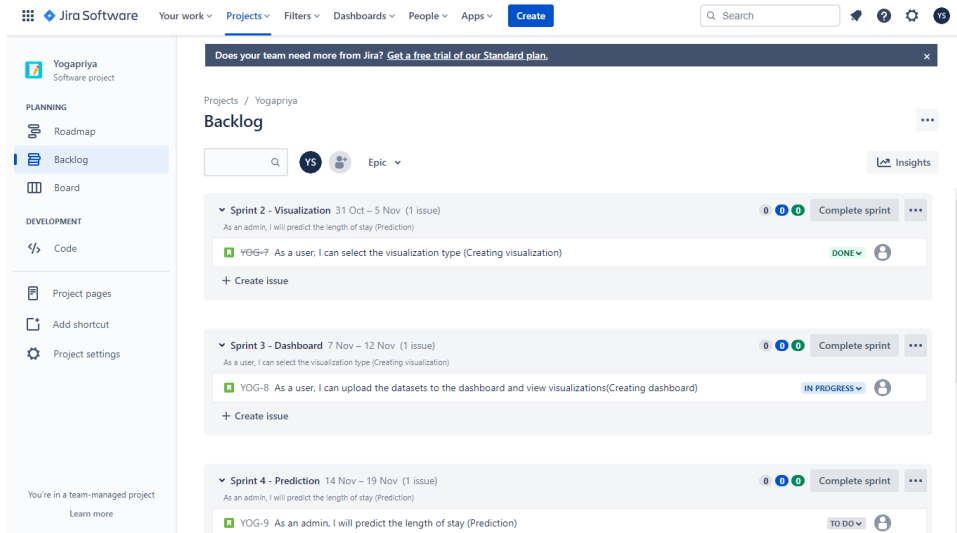 Jira Software Your work Projects Filters Dashboards People Apps Create Search YS
Does your team need more from Jira? Get a free trial of our Standard plan. ×
Yogapriya
Software project
PLANNING
Roadmap
Backlog
Board
DEVELOPMENT
Code
Project pages
Add shortcut
Project settings
You're in a team-managed project
Learn more
Projects / Yogapriya
Backlog
YS Epic Insights
Sprint 2 - Visualization 31 Oct – 5 Nov (1 issue) 0 0 0 Complete sprint
As an admin, I will predict the length of stay (Prediction)
YOG-7 As a user, I can select the visualization type (Creating visualization) DONE
+ Create issue
Sprint 3 - Dashboard 7 Nov – 12 Nov (1 issue) 0 0 0 Complete sprint
As a user, I can select the visualization type (Creating visualization)
YOG-8 As a user, I can upload the datasets to the dashboard and view visualizations(Creating dashboard) IN PROGRESS
+ Create issue
Sprint 4 - Prediction 14 Nov – 19 Nov (1 issue) 0 0 0 Complete sprint
As an admin, I will predict the length of stay (Prediction)
YOG-9 As an admin, I will predict the length of stay (Prediction) TO DO